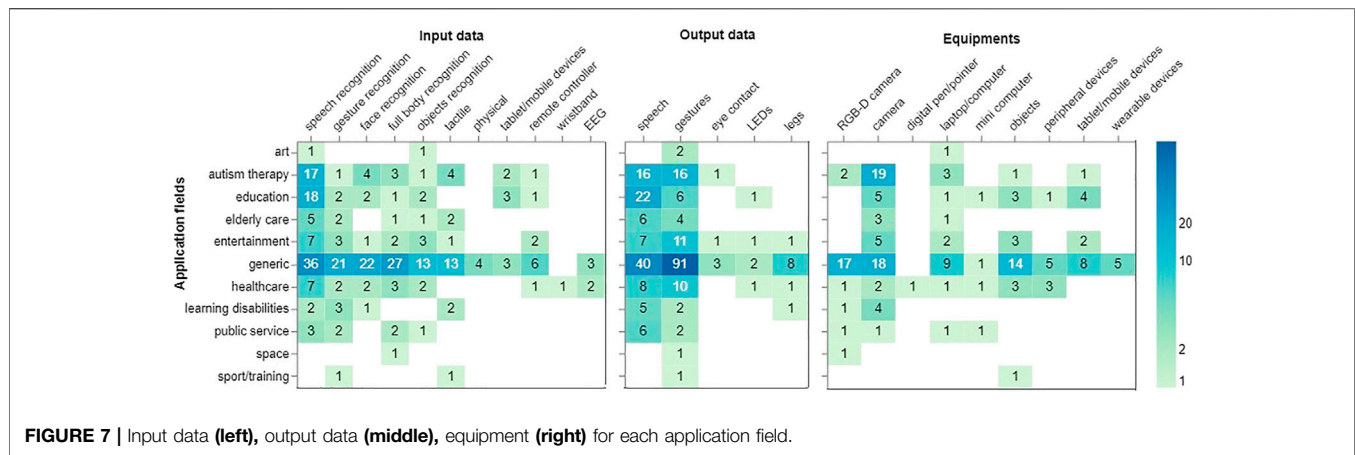 Input data Output data Equipments
speech recognition gesture recognition face recognition full body recognition objects recognition tactile physical tablet/mobile devices remote controller wristband EEG speech gestures eye contact LEDs legs RGB-D camera camera digital pen/pointer laptop/computer mini computer objects peripheral devices tablet/mobile devices wearable devices
Application fields
art 1 1 2 1
autism therapy 17 1 4 3 1 4 2 1 16 16 1 2 19 3 1 1
education 18 2 2 1 2 3 1 22 6 1 5 1 1 3 1 4
elderly care 5 2 1 1 2 6 4 3 1
entertainment 7 3 1 2 3 1 2 7 11 1 1 1 5 2 3 2
generic 36 21 22 27 13 13 4 3 6 3 40 91 3 2 8 17 18 9 1 14 5 8 5
healthcare 7 2 2 3 2 1 1 2 8 10 1 1 1 2 1 1 1 3 3
learning disabilities 2 3 1 2 5 2 1 1 4
public service 3 2 2 1 6 2 1 1 1 1
space 1 1 1
sport/training 1 1 1 1
20
10
2
1
FIGURE 7 | Input data (left), output data (middle), equipment (right) for each application field.